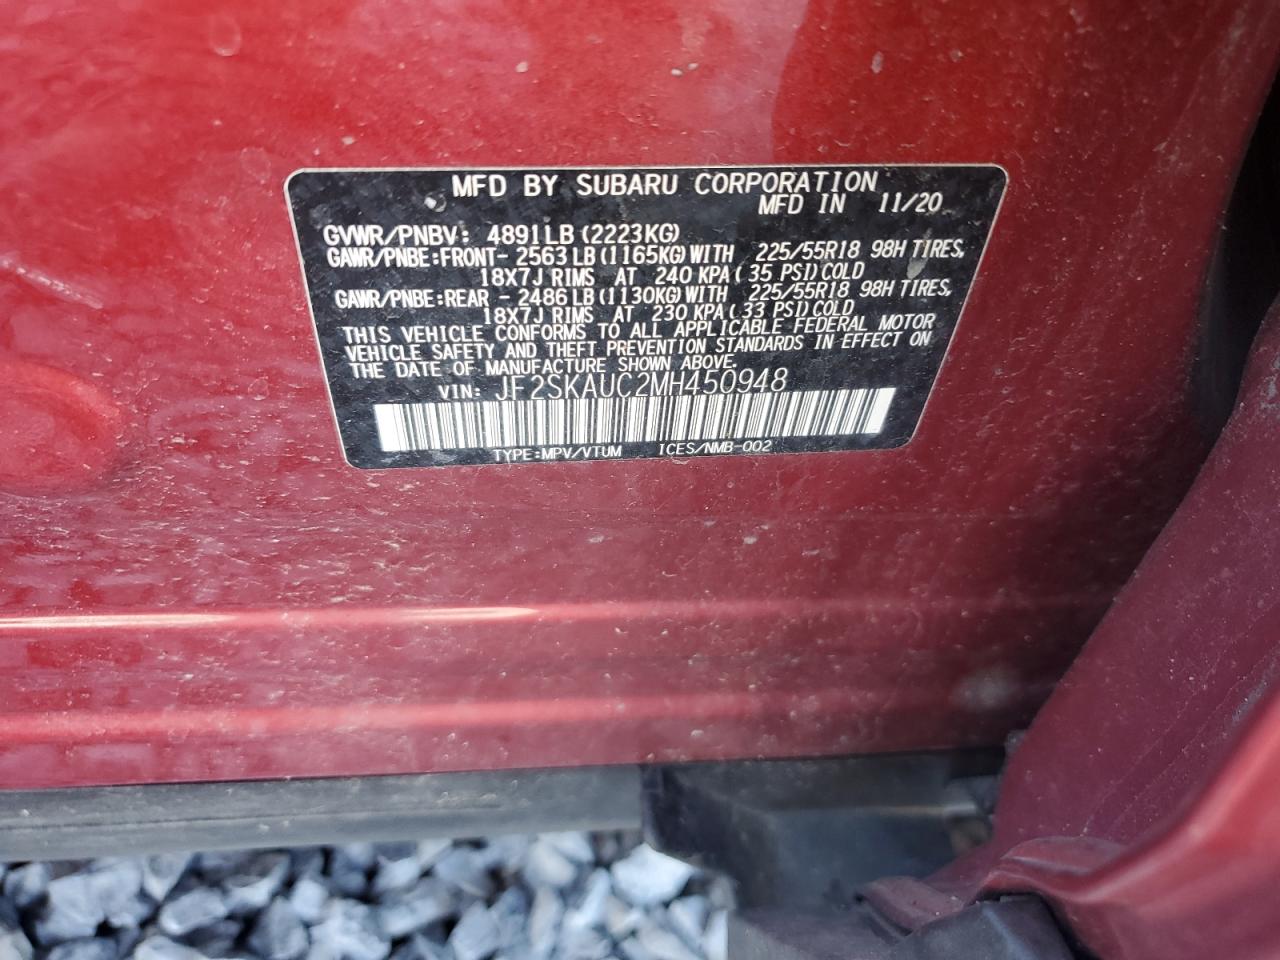 MFD BY SUBARU CORPORATION
MFD IN 11/20
GVWR/PNBV: 4891LB(2223KG)
GAWR/PNBE:FRONT- 2563LB(1165KG)WITH 225/55R18 98H TIRES,
18X7J RIMS AT 240 KPA( 35 PSI)COLD
GAWR/PNBE:REAR - 2486LB(1130KG)WITH 225/55R18 98H TIRES,
18X7J RIMS AT 230 KPA( 33 PSI)COLD
THIS VEHICLE CONFORMS TO ALL APPLICABLE FEDERAL MOTOR
VEHICLE SAFETY AND THEFT PREVENTION STANDARDS IN EFFECT ON
THE DATE OF MANUFACTURE SHOWN ABOVE.
VIN: JF2SKAUC2MH450948
TYPE:MPV/VTUM ICES/NMB-002